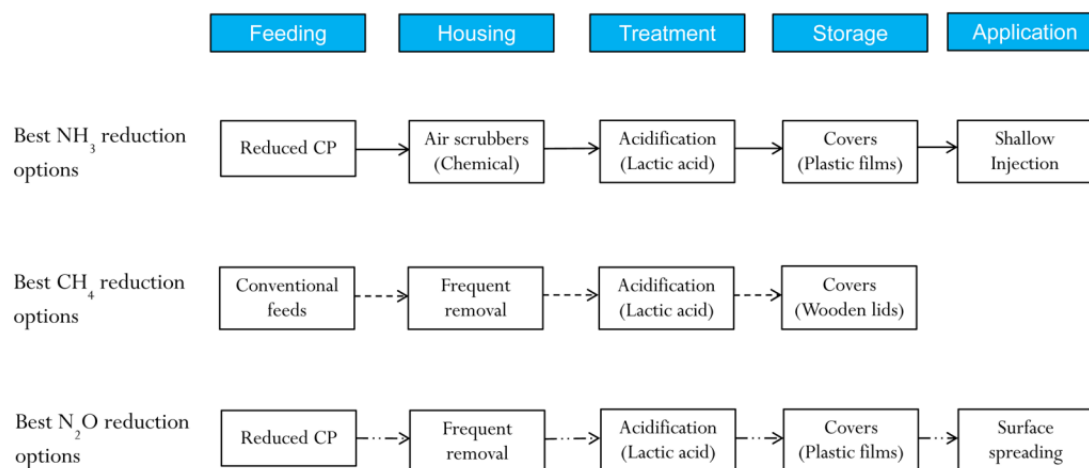 Feeding Housing Treatment Storage Application
Best NH₃ reduction options
Reduced CP
Air scrubbers
(Chemical)
Acidification
(Lactic acid)
Covers
(Plastic films)
Shallow
Injection
Best CH₄ reduction options
Conventional
feeds
Frequent
removal
Acidification
(Lactic acid)
Covers
(Wooden lids)
Best N₂O reduction options
Reduced CP
Frequent
removal
Acidification
(Lactic acid)
Covers
(Plastic films)
Surface
spreading